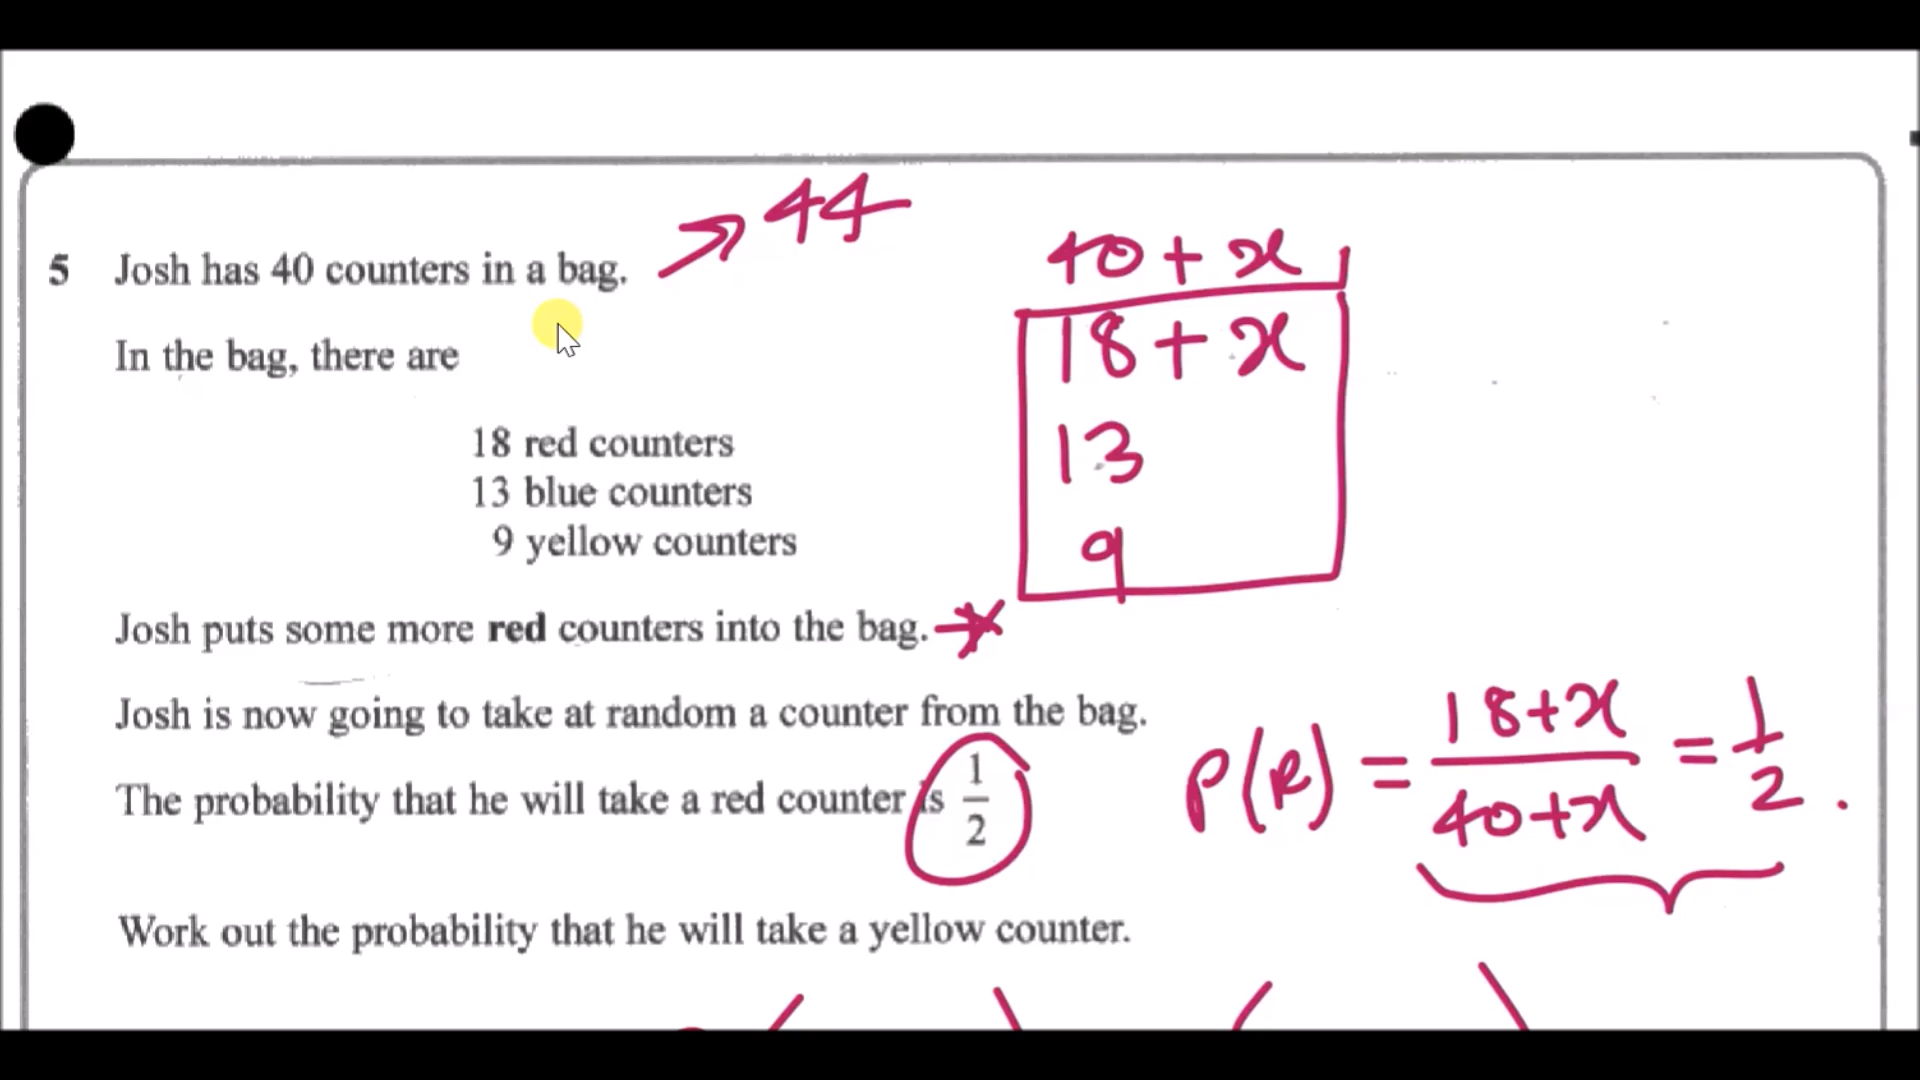 44
5 Josh has 40 counters in a bag.
40 + x
In the bag, there are
18 + x
18 red counters
13
13 blue counters
9 yellow counters
9
Josh puts some more red counters into the bag.
Josh is now going to take at random a counter from the bag.
The probability that he will take a red counter is 1/2
P(R) = 18+x/40+x = 1/2.
Work out the probability that he will take a yellow counter.